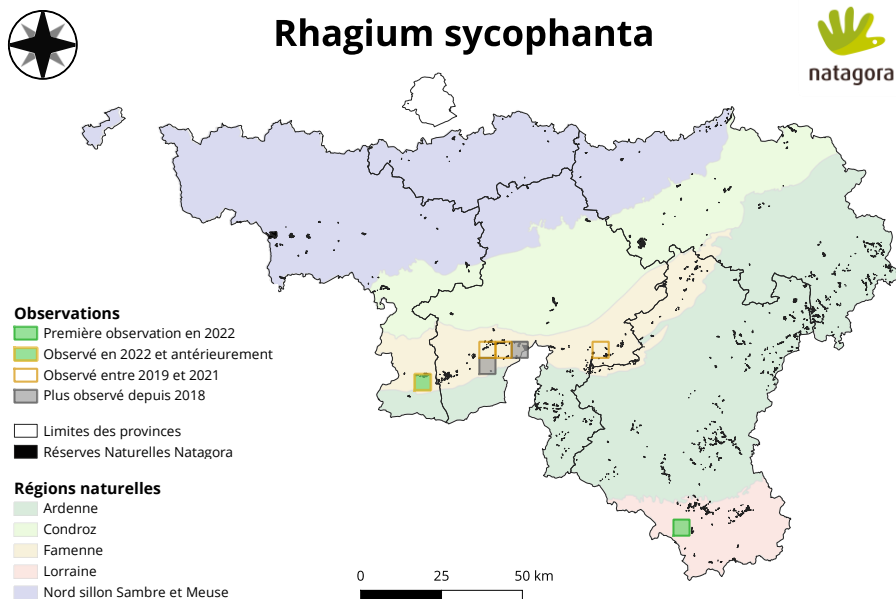 Rhagium sycophanta
natagora
Observations
Première observation en 2022
Observé en 2022 et antérieurement
Observé entre 2019 et 2021
Plus observé depuis 2018
Limites des provinces
Réserves Naturelles Natagora
Régions naturelles
Ardenne
Condroz
Famenne
Lorraine
Nord sillon Sambre et Meuse
0 25 50 km